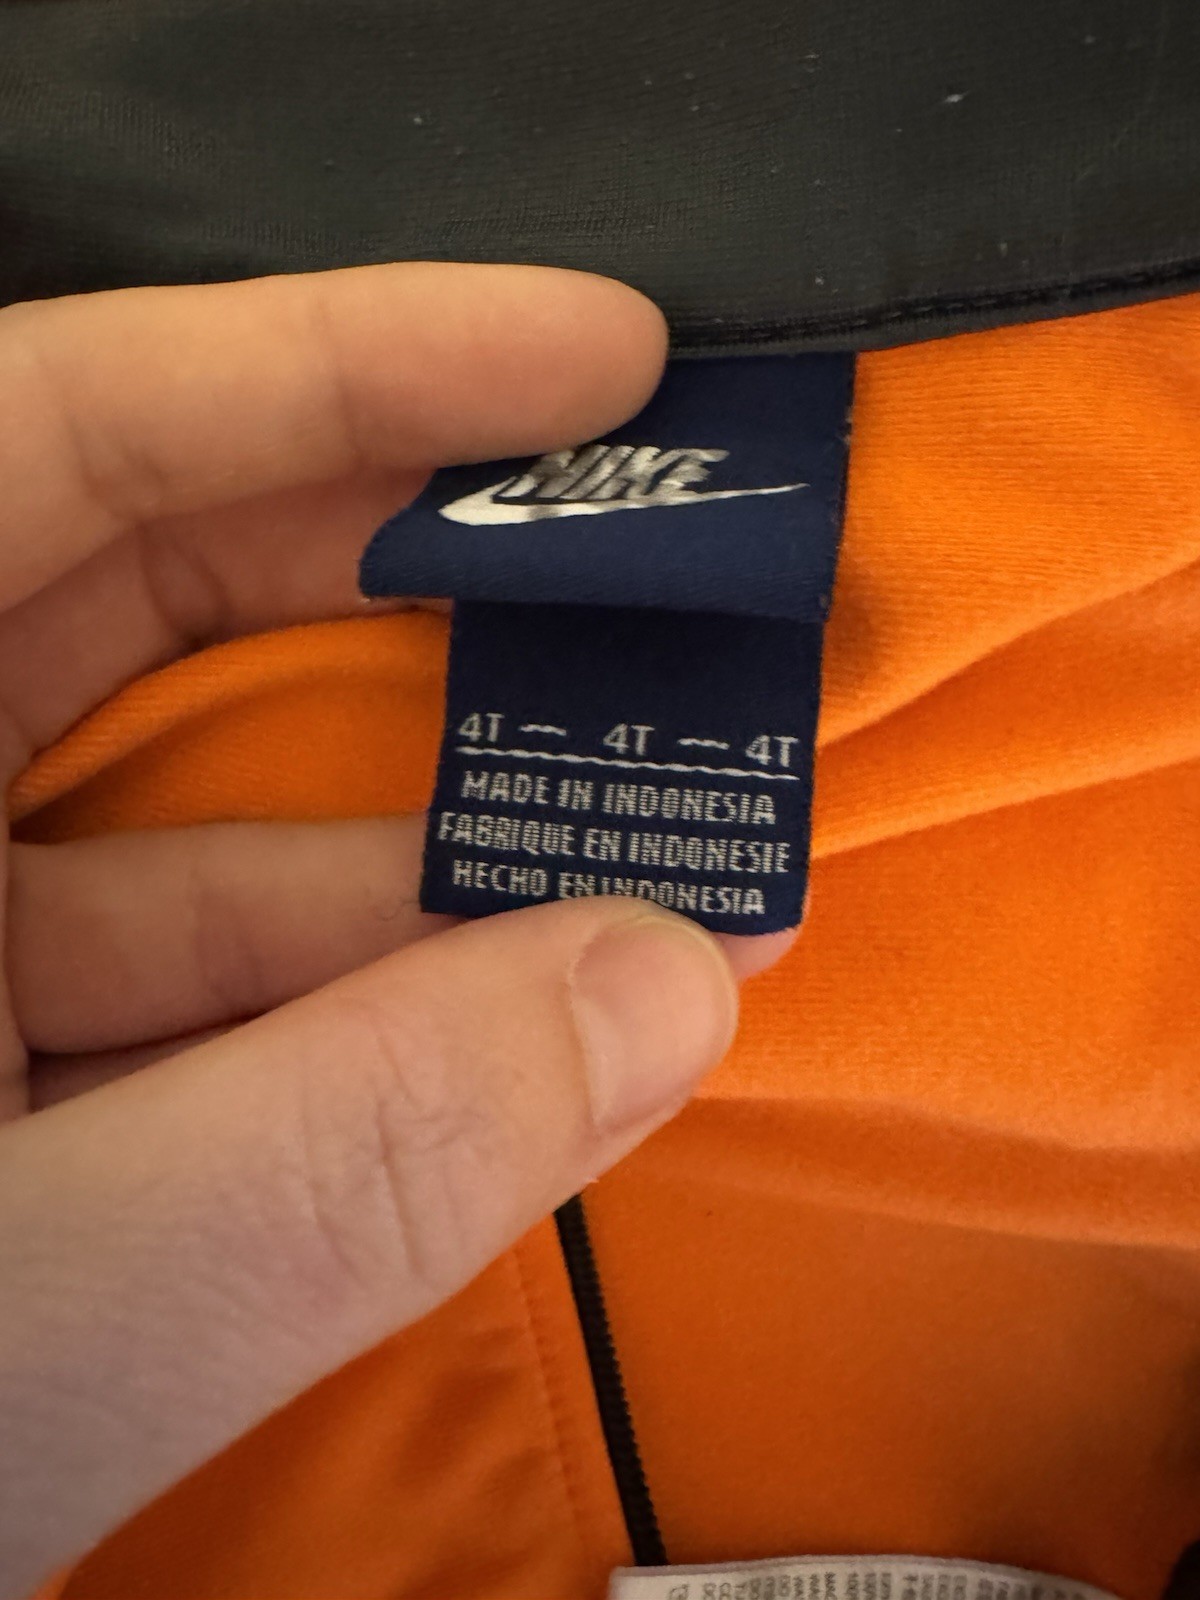 NIKE
4T — 4T — 4T
MADE IN INDONESIA
FABRIQUE EN INDONESIE
HECHO EN INDONESIA